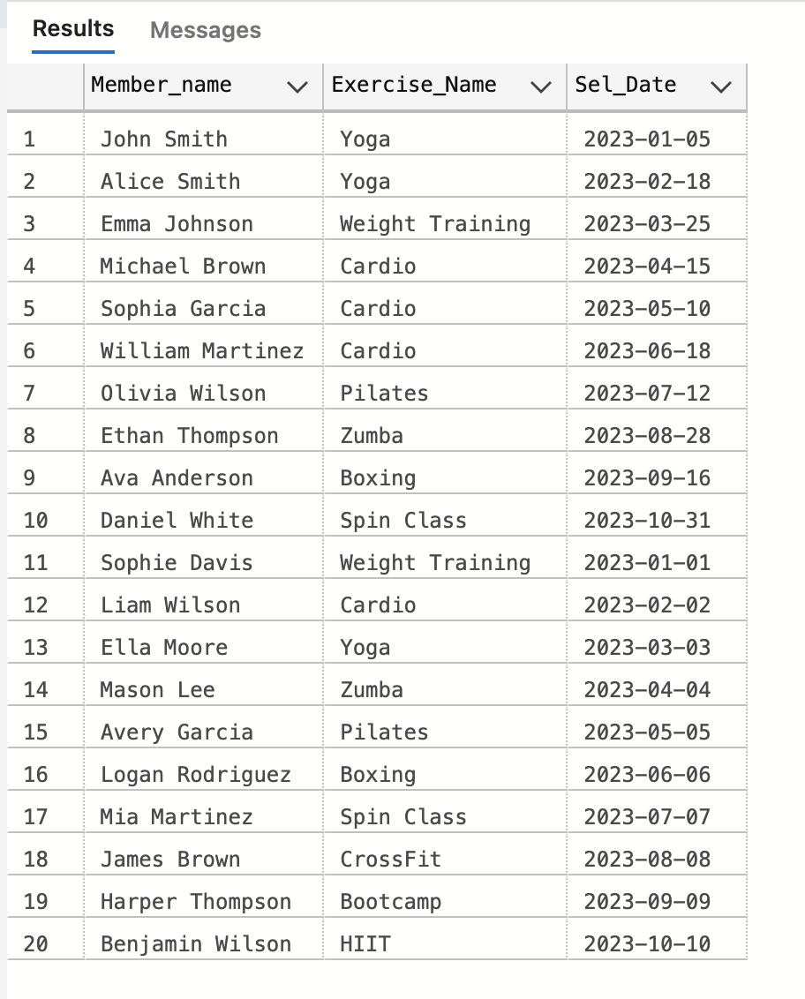 Results Messages
Member_name Exercise_Name Sel_Date
1 John Smith Yoga 2023-01-05
2 Alice Smith Yoga 2023-02-18
3 Emma Johnson Weight Training 2023-03-25
4 Michael Brown Cardio 2023-04-15
5 Sophia Garcia Cardio 2023-05-10
6 William Martinez Cardio 2023-06-18
7 Olivia Wilson Pilates 2023-07-12
8 Ethan Thompson Zumba 2023-08-28
9 Ava Anderson Boxing 2023-09-16
10 Daniel White Spin Class 2023-10-31
11 Sophie Davis Weight Training 2023-01-01
12 Liam Wilson Cardio 2023-02-02
13 Ella Moore Yoga 2023-03-03
14 Mason Lee Zumba 2023-04-04
15 Avery Garcia Pilates 2023-05-05
16 Logan Rodriguez Boxing 2023-06-06
17 Mia Martinez Spin Class 2023-07-07
18 James Brown CrossFit 2023-08-08
19 Harper Thompson Bootcamp 2023-09-09
20 Benjamin Wilson HIIT 2023-10-10